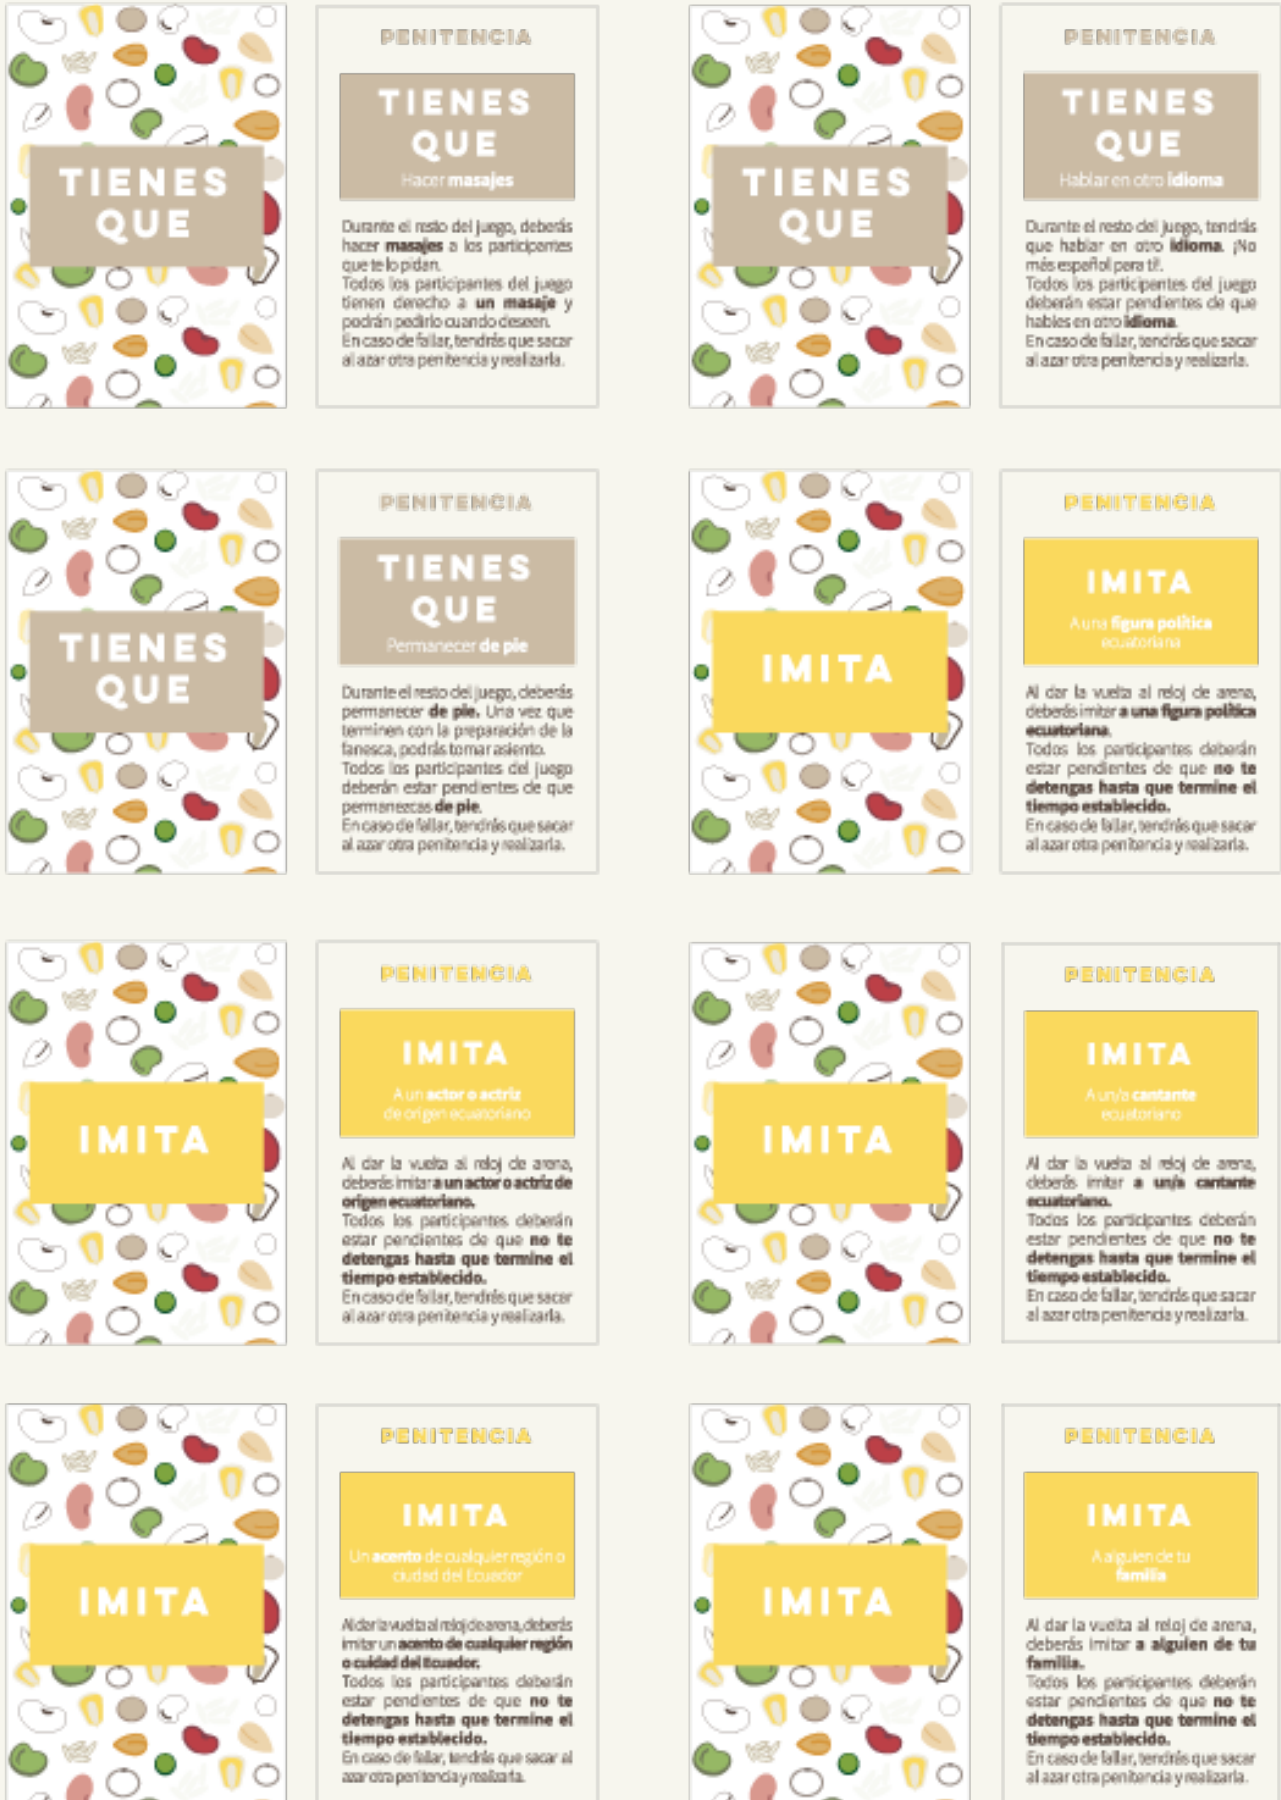 TIENES
QUE
PENITENCIA
TIENES
QUE
Hacer masajes
Durante el resto del juego, deberás
hacer masajes a los participantes
que te lo pidan.
Todos los participantes del juego
tienen derecho a un masaje y
podrán pedirlo cuando deseen.
En caso de fallar, tendrás que sacar
al azar otra penitencia y realizarla.
TIENES
QUE
PENITENCIA
TIENES
QUE
Hablar en otro idioma
Durante el resto del juego, tendrás
que hablar en otro idioma. ¡No
más español para ti!.
Todos los participantes del juego
deberán estar pendientes de que
hables en otro idioma.
En caso de fallar, tendrás que sacar
al azar otra penitencia y realizarla.
TIENES
QUE
PENITENCIA
TIENES
QUE
Permanecer de pie
Durante el resto del juego, deberás
permanecer de pie. Una vez que
terminen con la preparación de la
fanesca, podrás tomar asiento.
Todos los participantes del juego
deberán estar pendientes de que
permanezcas de pie.
En caso de fallar, tendrás que sacar
al azar otra penitencia y realizarla.
IMITA
PENITENCIA
IMITA
A una figura política
ecuatoriana
Al dar la vuelta al reloj de arena,
deberás imitar a una figura política
ecuatoriana.
Todos los participantes deberán
estar pendientes de que no te
detengas hasta que termine el
tiempo establecido.
En caso de fallar, tendrás que sacar
al azar otra penitencia y realizarla.
IMITA
PENITENCIA
IMITA
A un actor o actriz
de origen ecuatoriano
Al dar la vuelta al reloj de arena,
deberás imitar a un actor o actriz de
origen ecuatoriano.
Todos los participantes deberán
estar pendientes de que no te
detengas hasta que termine el
tiempo establecido.
En caso de fallar, tendrás que sacar
al azar otra penitencia y realizarla.
IMITA
PENITENCIA
IMITA
A un/a cantante
ecuatoriano
Al dar la vuelta al reloj de arena,
deberás imitar a un/a cantante
ecuatoriano.
Todos los participantes deberán
estar pendientes de que no te
detengas hasta que termine el
tiempo establecido.
En caso de fallar, tendrás que sacar
al azar otra penitencia y realizarla.
IMITA
PENITENCIA
IMITA
Un acento de cualquier región o
ciudad del Ecuador
Al dar la vuelta al reloj de arena, deberás
imitar un acento de cualquier región
o cuidad del Ecuador.
Todos los participantes deberán
estar pendientes de que no te
detengas hasta que termine el
tiempo establecido.
En caso de fallar, tendrás que sacar al
azar otra penitencia y realizarla.
IMITA
PENITENCIA
IMITA
A alguien de tu
familia
Al dar la vuelta al reloj de arena,
deberás imitar a alguien de tu
familia.
Todos los participantes deberán
estar pendientes de que no te
detengas hasta que termine el
tiempo establecido.
En caso de fallar, tendrás que sacar
al azar otra penitencia y realizarla.